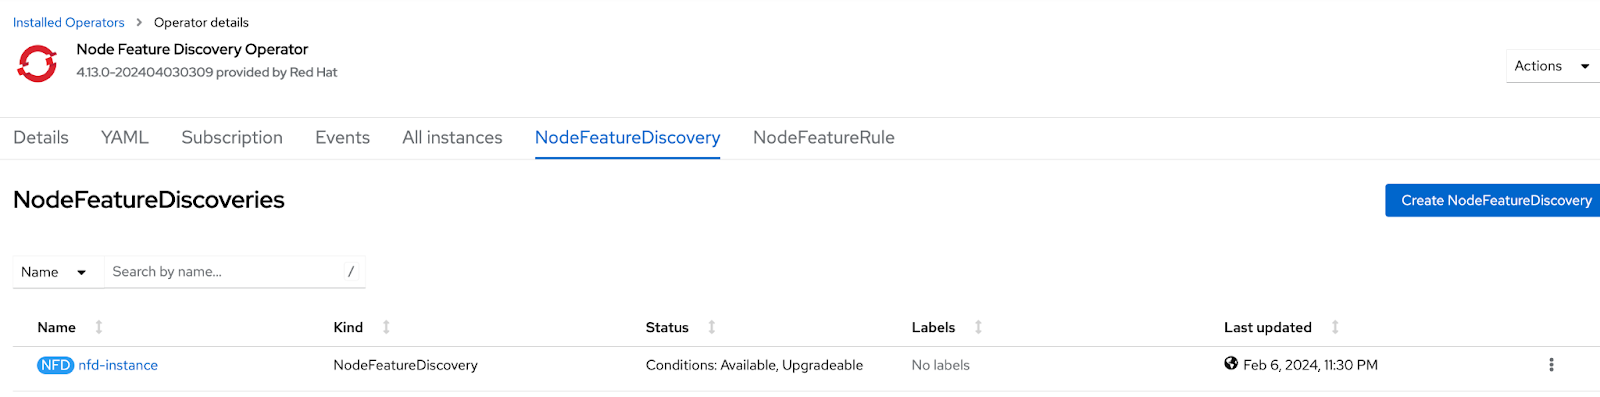 Installed Operators > Operator details
Node Feature Discovery Operator
4.13.0-202404030309 provided by Red Hat
Actions
Details YAML Subscription Events All instances NodeFeatureDiscovery NodeFeatureRule
NodeFeatureDiscoveries
Create NodeFeatureDiscovery
Name Search by name... /
Name Kind Status Labels Last updated
NFD nfd-instance NodeFeatureDiscovery Conditions: Available, Upgradeable No labels Feb 6, 2024, 11:30 PM